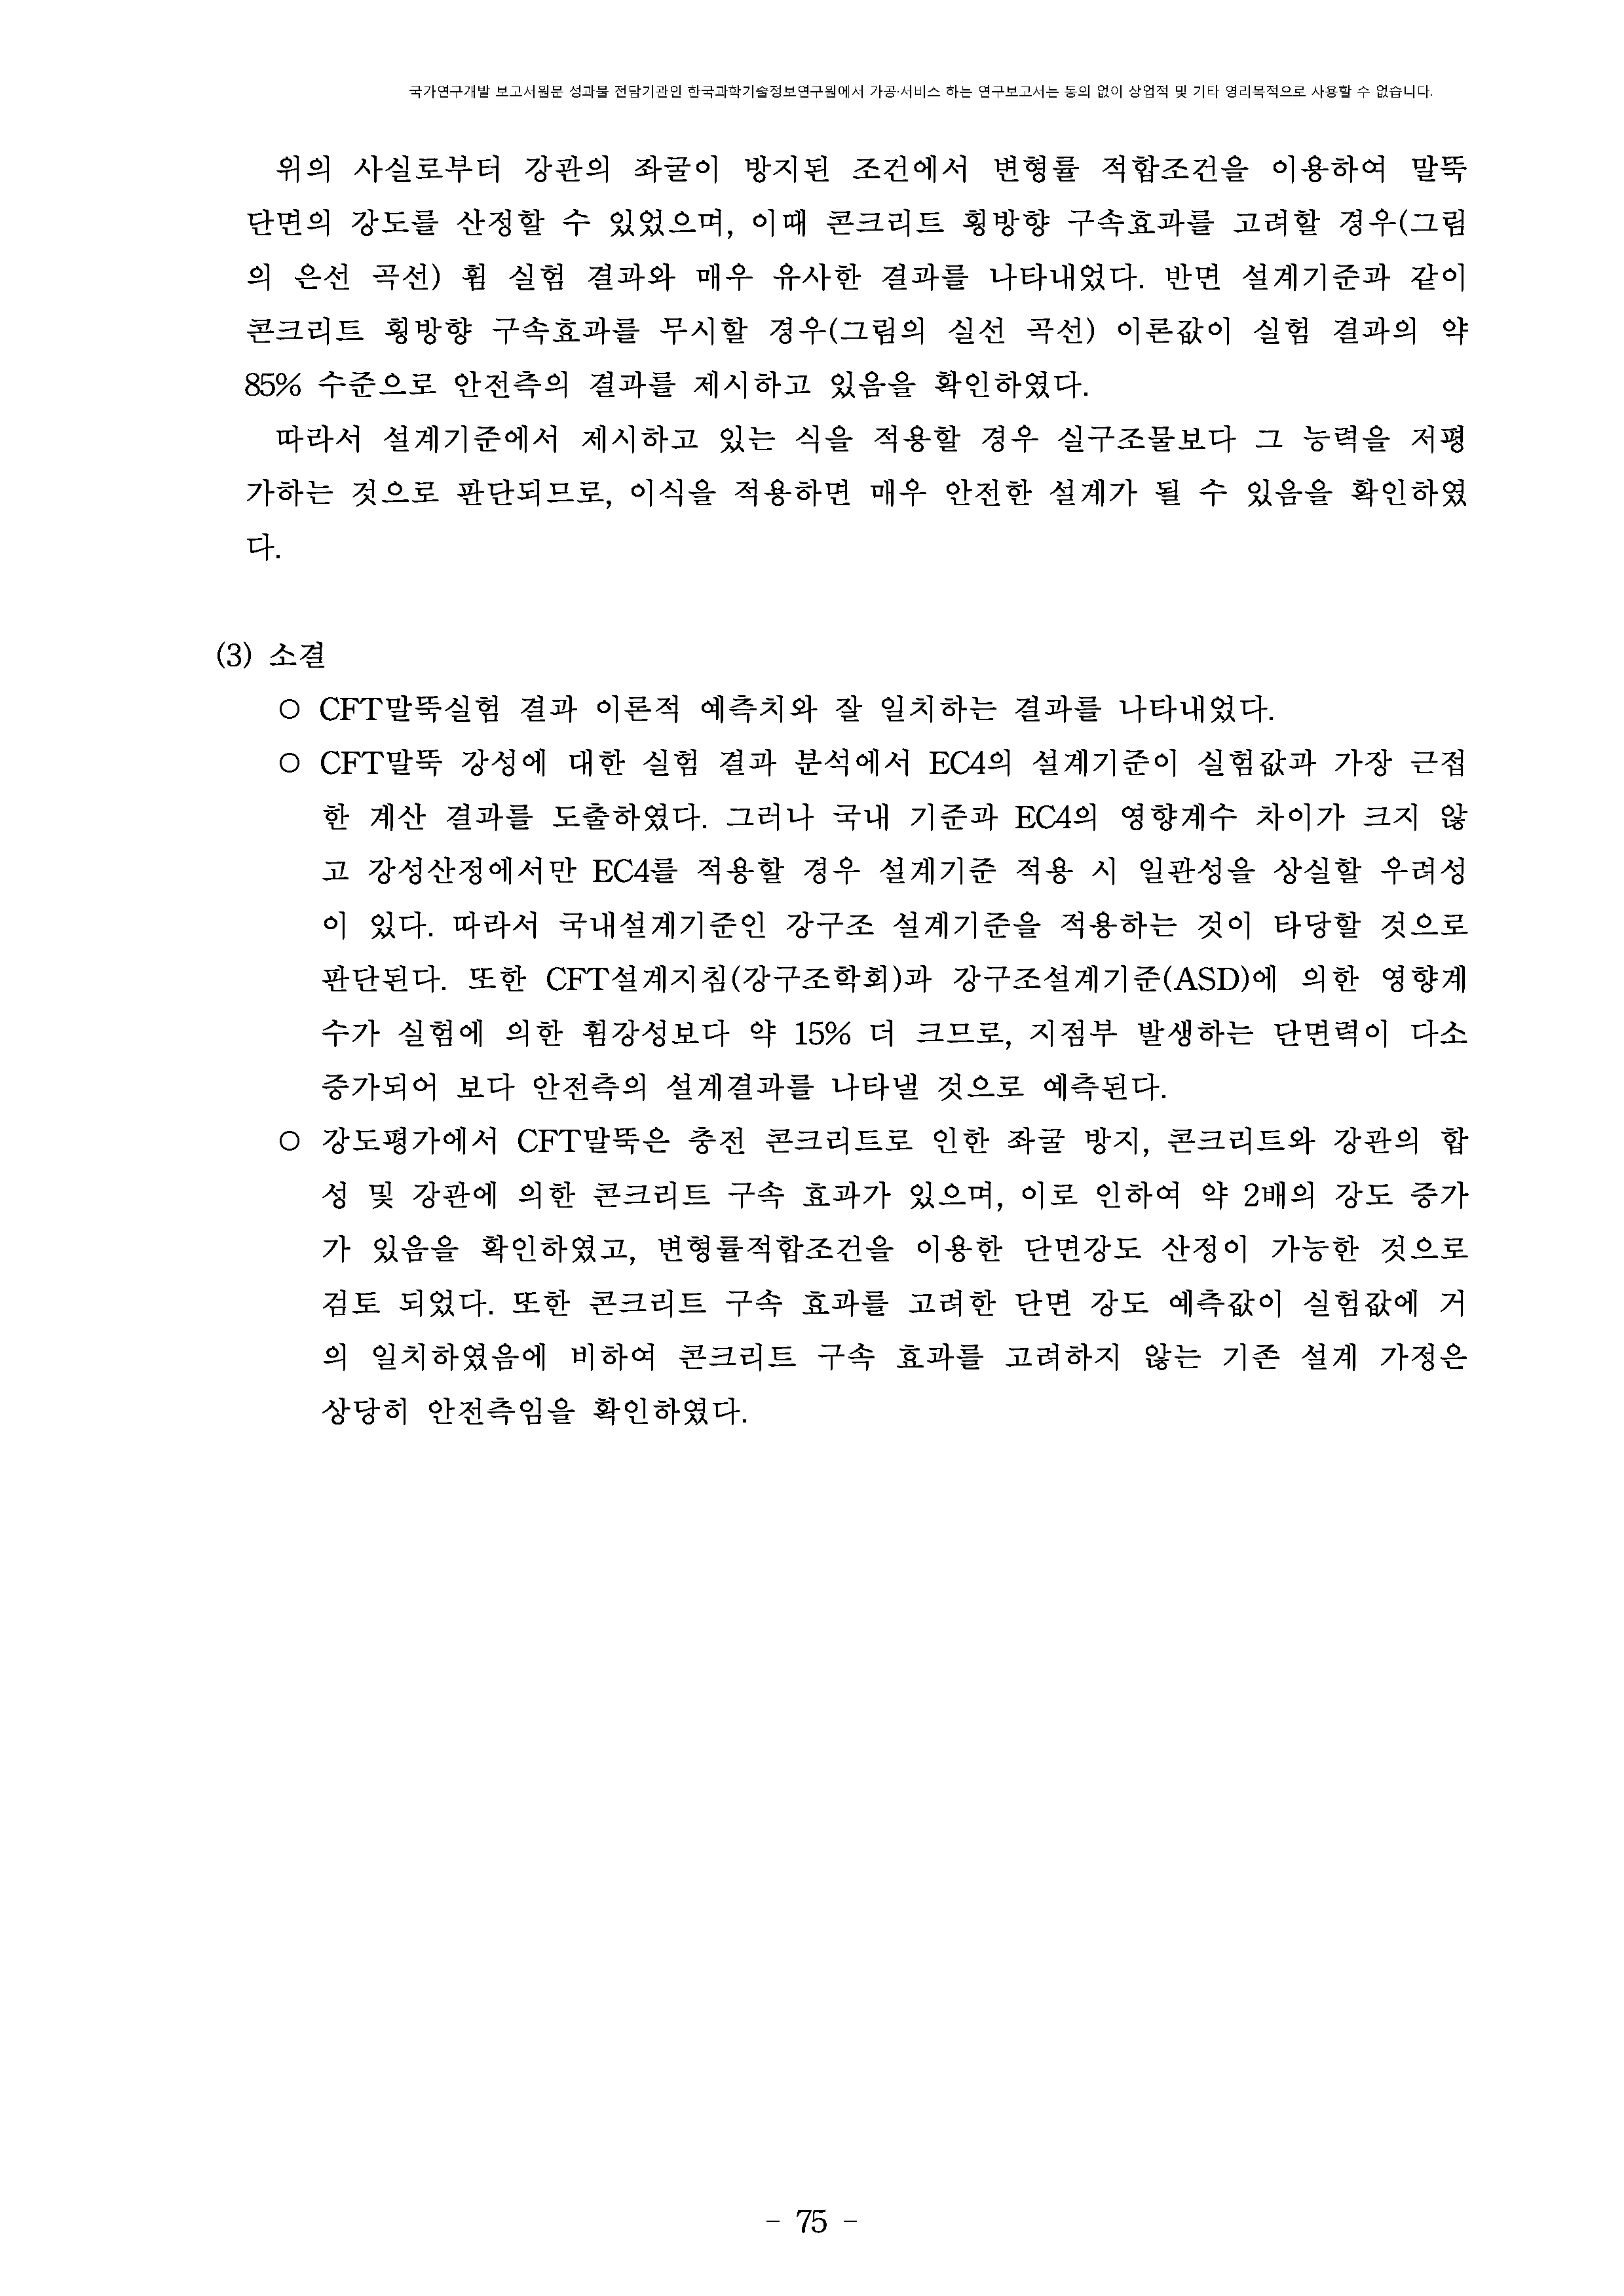 국가연구개발 보고서원문 성과물 전담기관인 한국과학기술정보연구원에서 가공·서비스 하는 연구보고서는 동의 없이 상업적 및 기타 영리목적으로 사용할 수 없습니다.
위의 사실로부터 강관의 좌굴이 방지된 조건에서 변형률 적합조건을 이용하여 말뚝
단면의 강도를 산정할 수 있었으며, 이때 콘크리트 횡방향 구속효과를 고려할 경우(그림
의 은선 곡선) 휨 실험 결과와 매우 유사한 결과를 나타내었다. 반면 설계기준과 같이
콘크리트 횡방향 구속효과를 무시할 경우(그림의 실선 곡선) 이론값이 실험 결과의 약
85% 수준으로 안전측의 결과를 제시하고 있음을 확인하였다.
따라서 설계기준에서 제시하고 있는 식을 적용할 경우 실구조물보다 그 능력을 저평
가하는 것으로 판단되므로, 이식을 적용하면 매우 안전한 설계가 될 수 있음을 확인하였
다.
(3) 소결
○ CFT말뚝실험 결과 이론적 예측치와 잘 일치하는 결과를 나타내었다.
○ CFT말뚝 강성에 대한 실험 결과 분석에서 EC4의 설계기준이 실험값과 가장 근접
한 계산 결과를 도출하였다. 그러나 국내 기준과 EC4의 영향계수 차이가 크지 않
고 강성산정에서만 EC4를 적용할 경우 설계기준 적용 시 일관성을 상실할 우려성
이 있다. 따라서 국내설계기준인 강구조 설계기준을 적용하는 것이 타당할 것으로
판단된다. 또한 CFT설계지침(강구조학회)과 강구조설계기준(ASD)에 의한 영향계
수가 실험에 의한 휨강성보다 약 15% 더 크므로, 지점부 발생하는 단면력이 다소
증가되어 보다 안전측의 설계결과를 나타낼 것으로 예측된다.
○ 강도평가에서 CFT말뚝은 충전 콘크리트로 인한 좌굴 방지, 콘크리트와 강관의 합
성 및 강관에 의한 콘크리트 구속 효과가 있으며, 이로 인하여 약 2배의 강도 증가
가 있음을 확인하였고, 변형률적합조건을 이용한 단면강도 산정이 가능한 것으로
검토 되었다. 또한 콘크리트 구속 효과를 고려한 단면 강도 예측값이 실험값에 거
의 일치하였음에 비하여 콘크리트 구속 효과를 고려하지 않는 기존 설계 가정은
상당히 안전측임을 확인하였다.
- 75 -